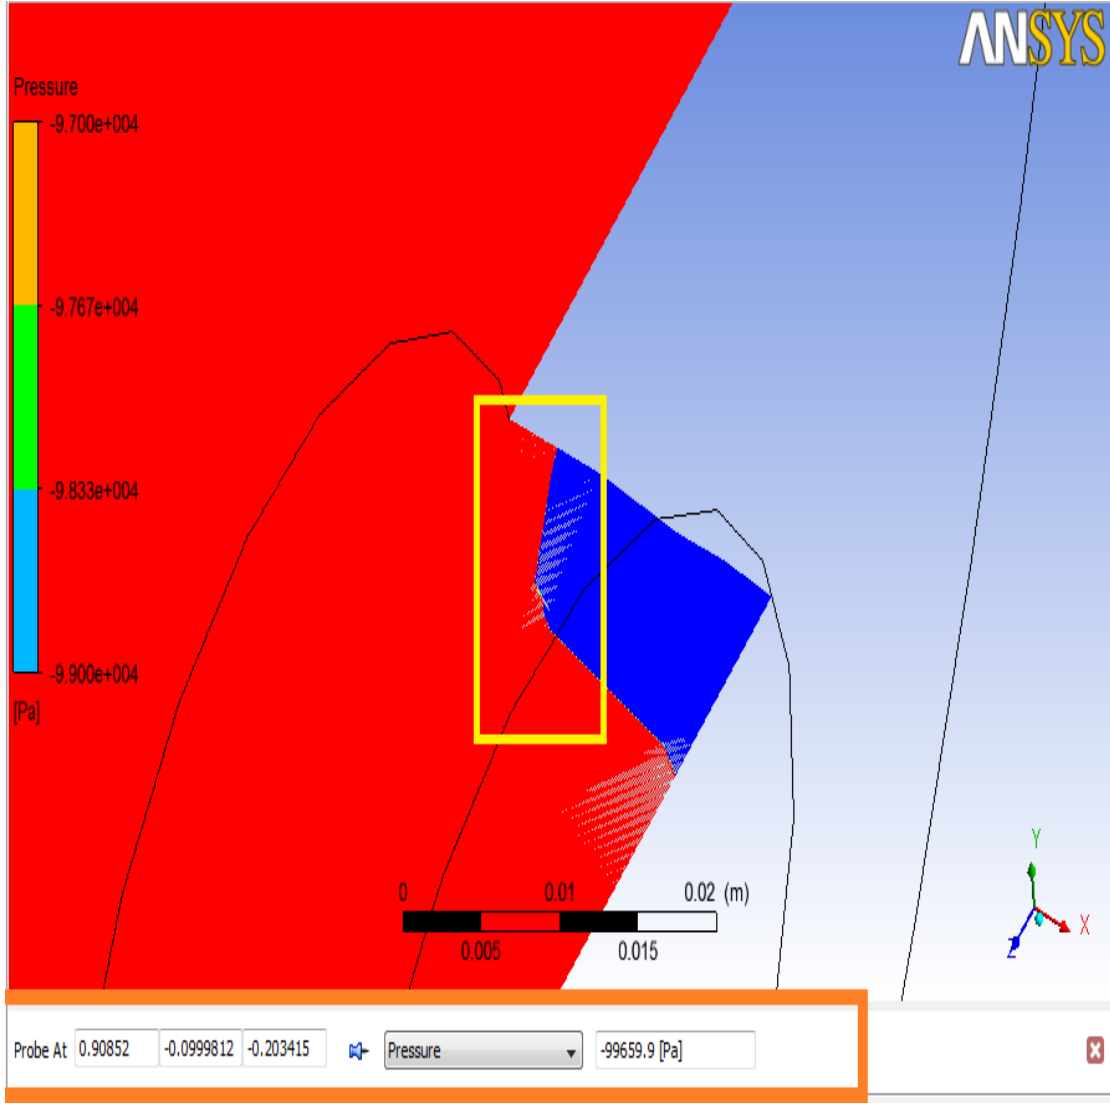 ANSYS
Pressure
-9.700e+004
-9.767e+004
-9.833e+004
-9.900e+004
[Pa]
0 0.01 0.02 (m)
0.005 0.015
Y
X
Z
Probe At 0.90852 -0.0999812 -0.203415 Pressure -99659.9 [Pa]